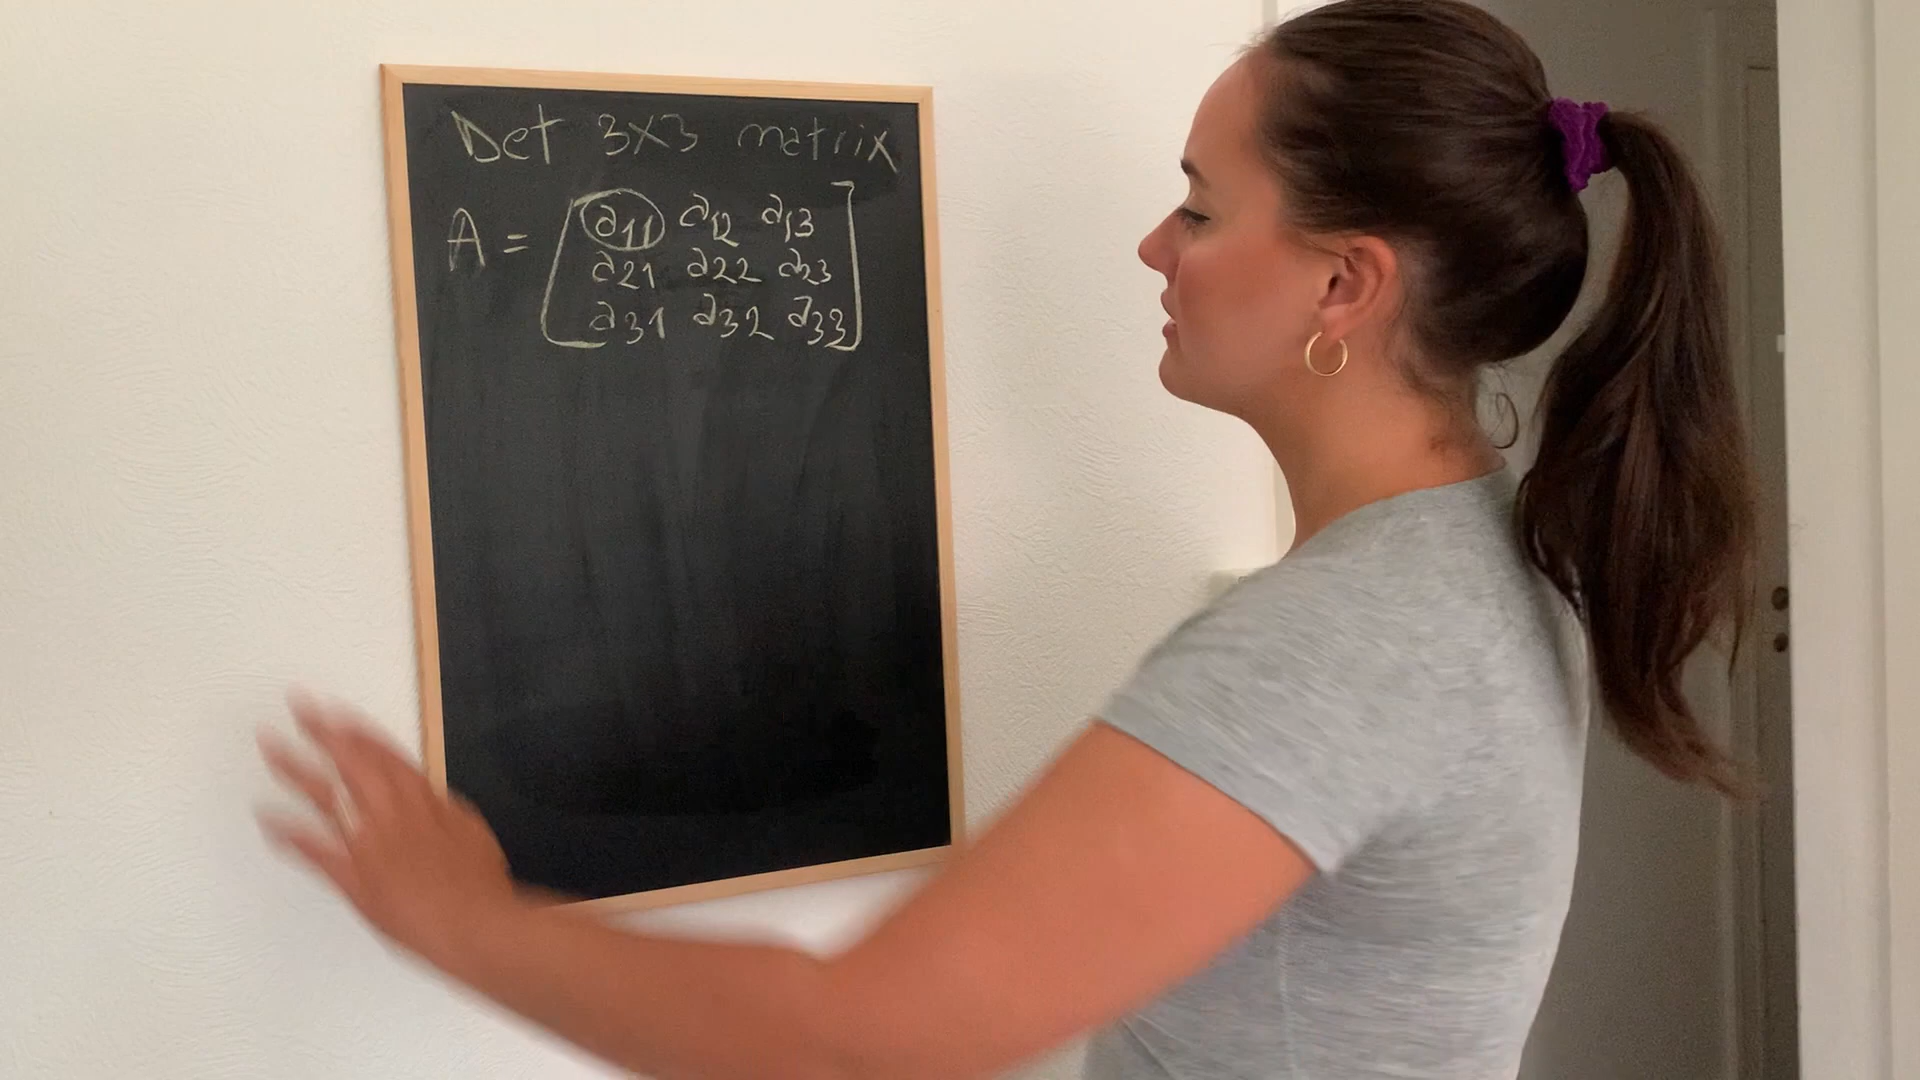 Det 3x3 matrix
a11 a12 a13
A = a21 a22 a23
a31 a32 a33